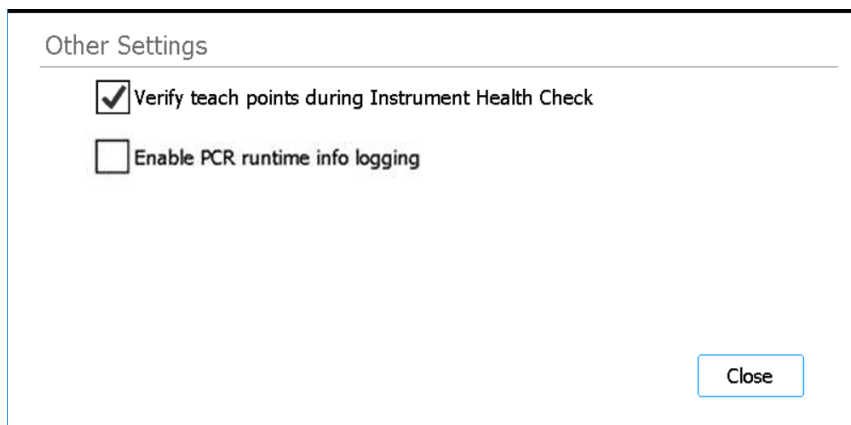 Other Settings
Verify teach points during Instrument Health Check
Enable PCR runtime info logging
Close